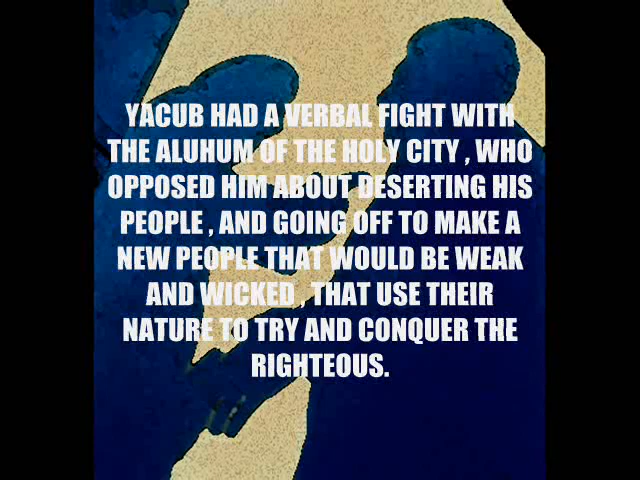 YACUB HAD A VERBAL FIGHT WITH
THE ALUHUM OF THE HOLY CITY , WHO
OPPOSED HIM ABOUT DESERTING HIS
PEOPLE , AND GOING OFF TO MAKE A
NEW PEOPLE THAT WOULD BE WEAK
AND WICKED , THAT USE THEIR
NATURE TO TRY AND CONQUER THE
RIGHTEOUS.